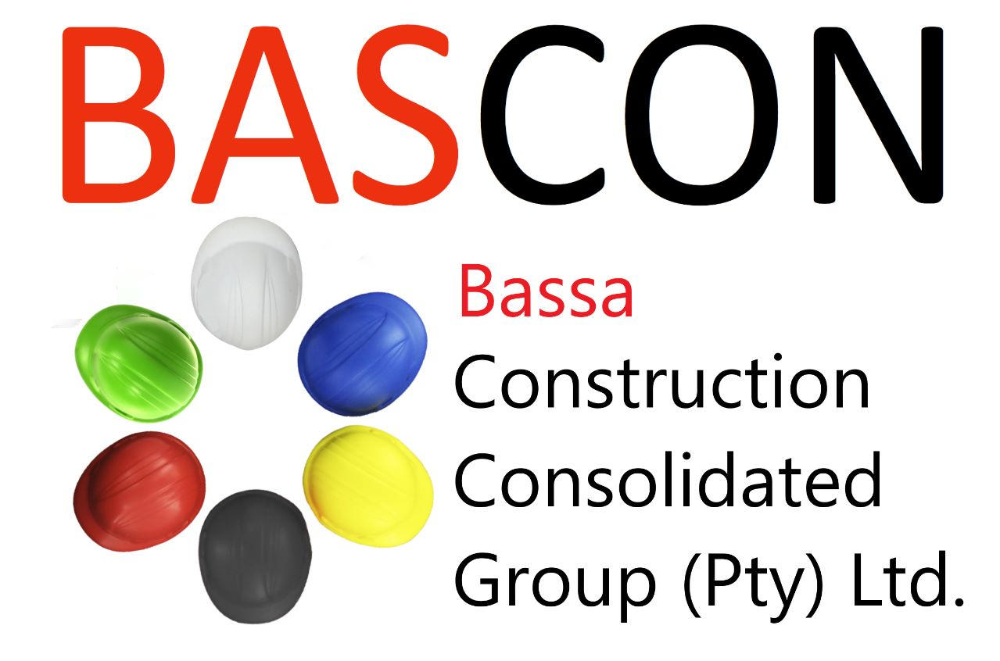 BASCON
Bassa
Construction
Consolidated
Group (Pty) Ltd.